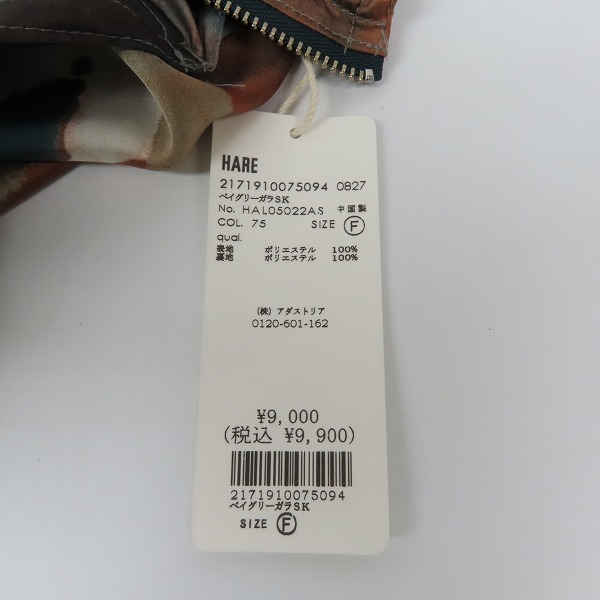 HARE
2171910075094 0827
ベイグリーガラSK
No. HAL05022AS 中国製
COL. 75 SIZE F
qual.
表地 ポリエステル 100%
裏地 ポリエステル 100%
(株) アダストリア
0120-601-162
¥9,000
(税込 ¥9,900)
2171910075094
ベイグリーガラSK
SIZE F